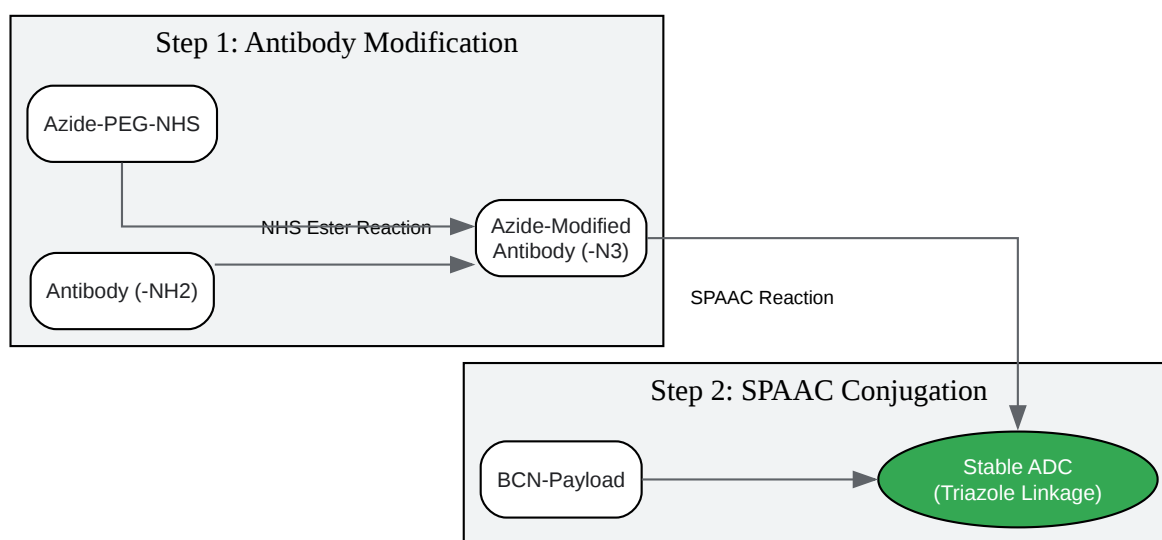 Step 1: Antibody Modification
Azide-PEG-NHS
NHS Ester Reaction
Azide-Modified
Antibody (-N3)
Antibody (-NH2)
SPAAC Reaction
Step 2: SPAAC Conjugation
BCN-Payload
Stable ADC
(Triazole Linkage)